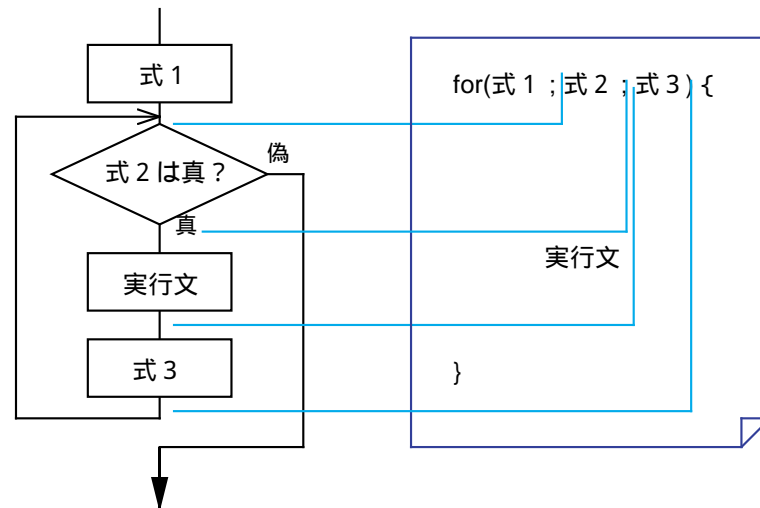 式 1
式 2 は真？
偽
真
実行文
式 3
for(式 1 ; 式 2 ; 式 3 ) {
実行文
}